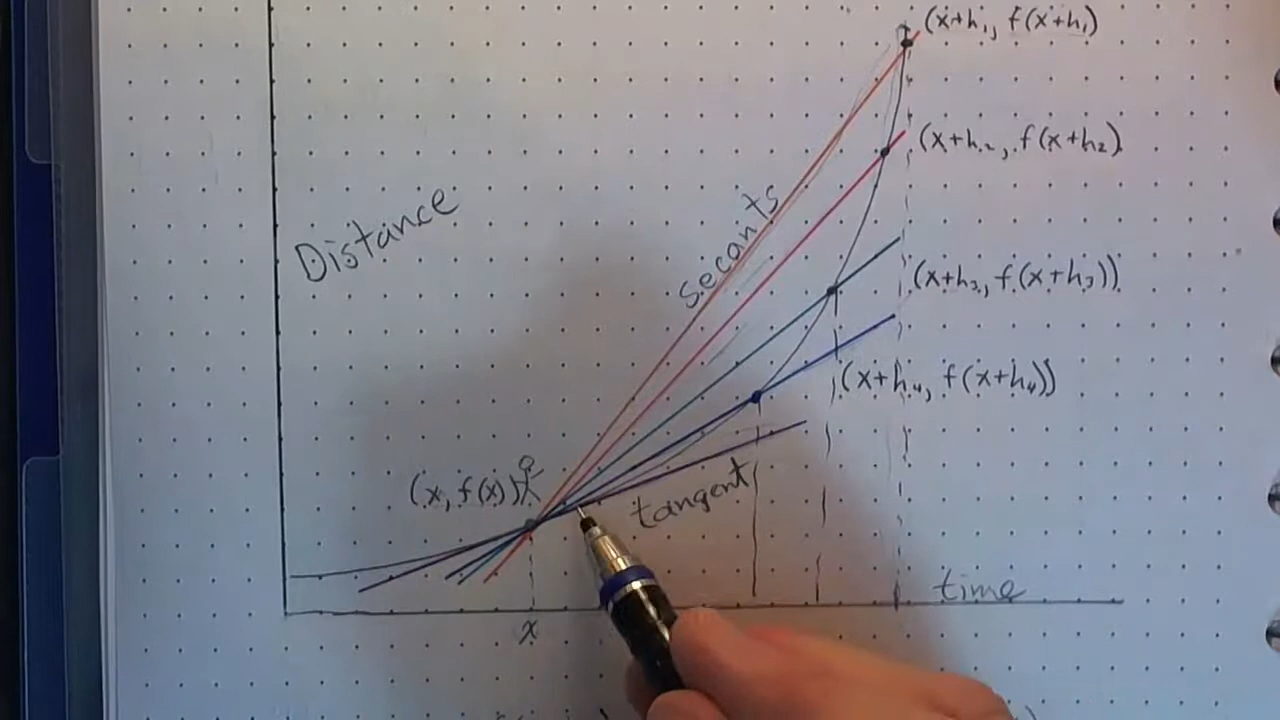 (x+h₁, f(x+h₁)
(x+h₂, f(x+h₂)
Distance
secants
(x+h₃, f(x+h₃))
(x+h₄, f(x+h₄))
(x, f(x))
tangent
time
x